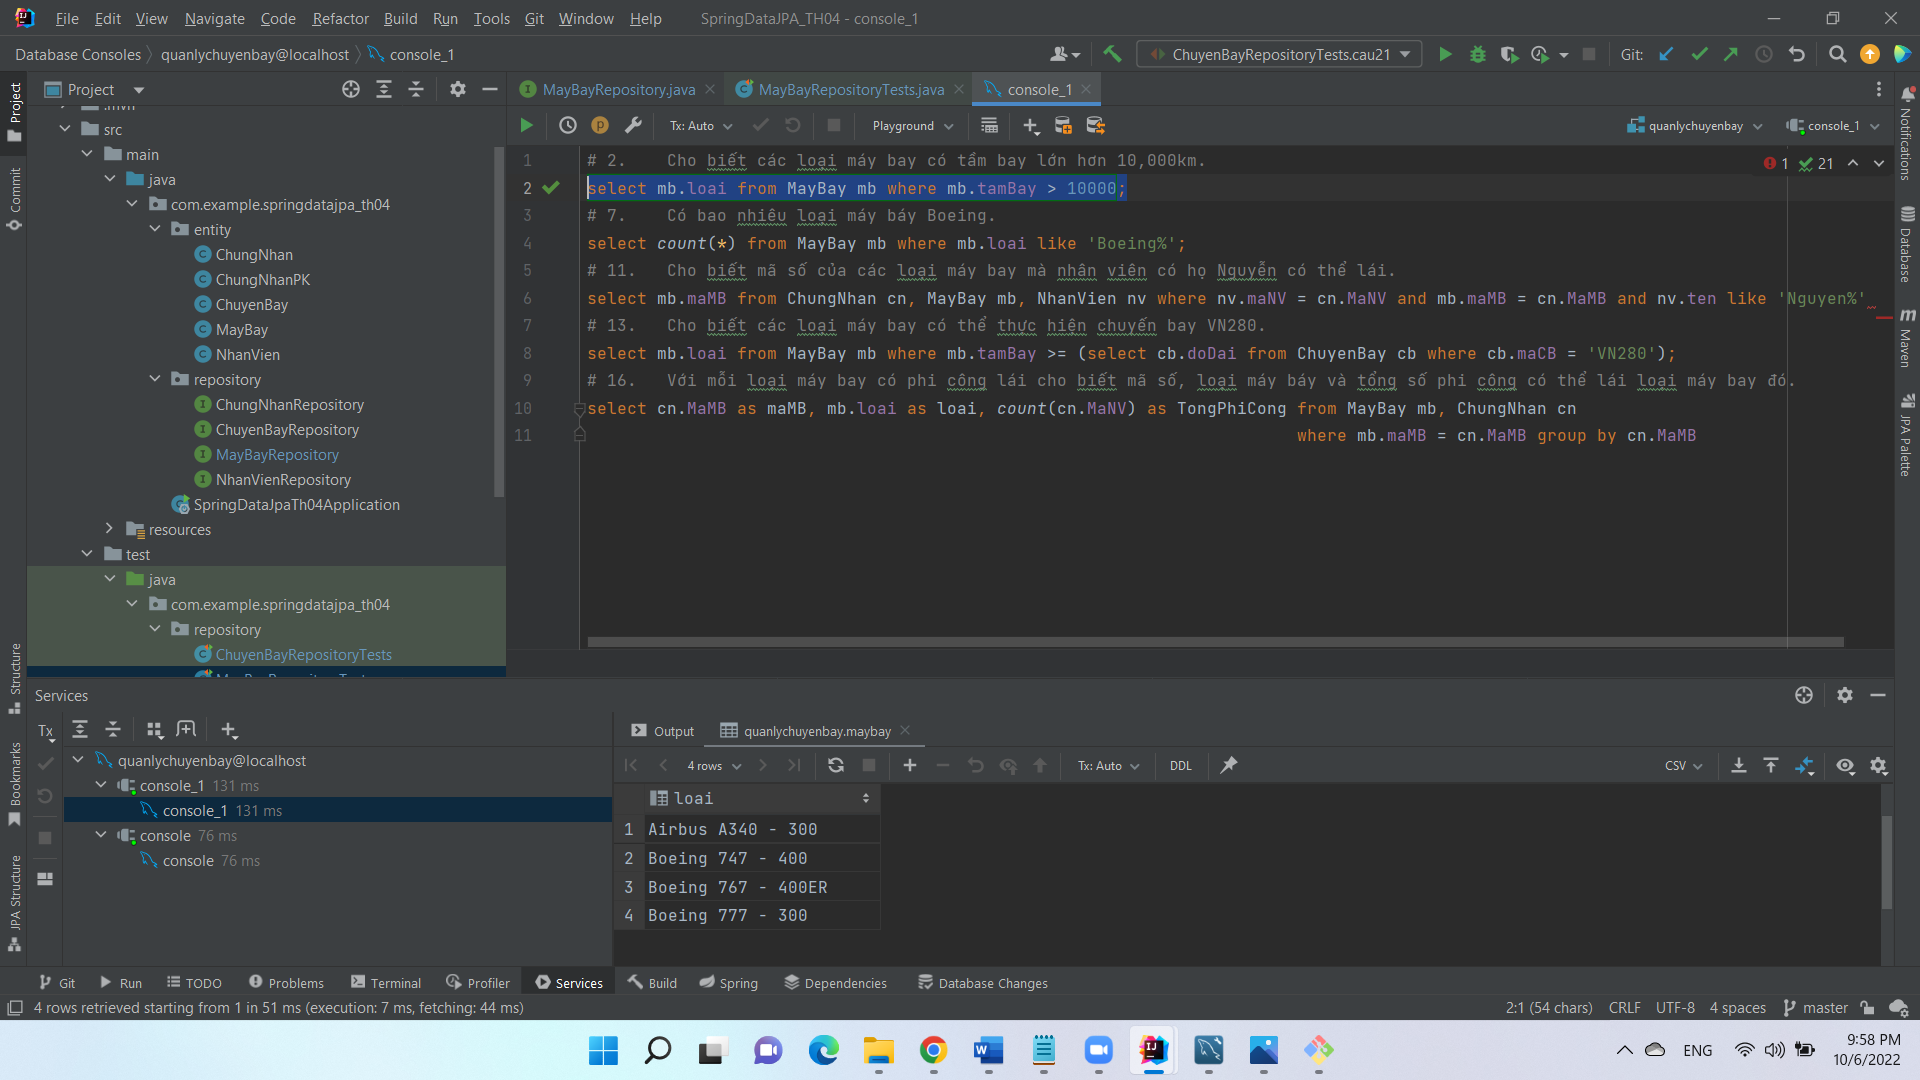 File Edit View Navigate Code Refactor Build Run Tools Git Window Help SpringDataJPA_TH04 - console_1
Database Consoles quanlychuyenbay@localhost console_1 ChuyenBayRepositoryTests.cau21 Git:
Project
MayBayRepository.java MayBayRepositoryTests.java console_1
Tx: Auto Playground quanlychuyenbay console_1
Project
Commit
Structure
Bookmarks
JPA Structure
src
main
java
com.example.springdatajpa_th04
entity
ChungNhan
ChungNhanPK
ChuyenBay
MayBay
NhanVien
repository
ChungNhanRepository
ChuyenBayRepository
MayBayRepository
NhanVienRepository
SpringDataJpaTh04Application
resources
test
java
com.example.springdatajpa_th04
repository
ChuyenBayRepositoryTests
1 # 2. Cho biết các loại máy bay có tầm bay lớn hơn 10,000km.
1 21
2 select mb.loai from MayBay mb where mb.tamBay > 10000;
3 # 7. Có bao nhiêu loại máy báy Boeing.
4 select count(*) from MayBay mb where mb.loai like 'Boeing%';
5 # 11. Cho biết mã số của các loại máy bay mà nhân viên có họ Nguyễn có thể lái.
6 select mb.maMB from ChungNhan cn, MayBay mb, NhanVien nv where nv.maNV = cn.MaNV and mb.maMB = cn.MaMB and nv.ten like 'Nguyen%'
7 # 13. Cho biết các loại máy bay có thể thực hiện chuyến bay VN280.
8 select mb.loai from MayBay mb where mb.tamBay >= (select cb.doDai from ChuyenBay cb where cb.maCB = 'VN280');
9 # 16. Với mỗi loại máy bay có phi công lái cho biết mã số, loại máy báy và tổng số phi công có thể lái loại máy bay đó.
10 select cn.MaMB as maMB, mb.loai as loai, count(cn.MaNV) as TongPhiCong from MayBay mb, ChungNhan cn
11 where mb.maMB = cn.MaMB group by cn.MaMB
Notifications
Database
Maven
JPA Palette
Services
Tx
quanlychuyenbay@localhost
console_1 131 ms
console_1 131 ms
console 76 ms
console 76 ms
Output quanlychuyenbay.maybay
4 rows Tx: Auto DDL CSV
loai
1 Airbus A340 - 300
2 Boeing 747 - 400
3 Boeing 767 - 400ER
4 Boeing 777 - 300
Git Run TODO Problems Terminal Profiler Services Build Spring Dependencies Database Changes
4 rows retrieved starting from 1 in 51 ms (execution: 7 ms, fetching: 44 ms) 2:1 (54 chars) CRLF UTF-8 4 spaces master
ENG 9:58 PM
10/6/2022